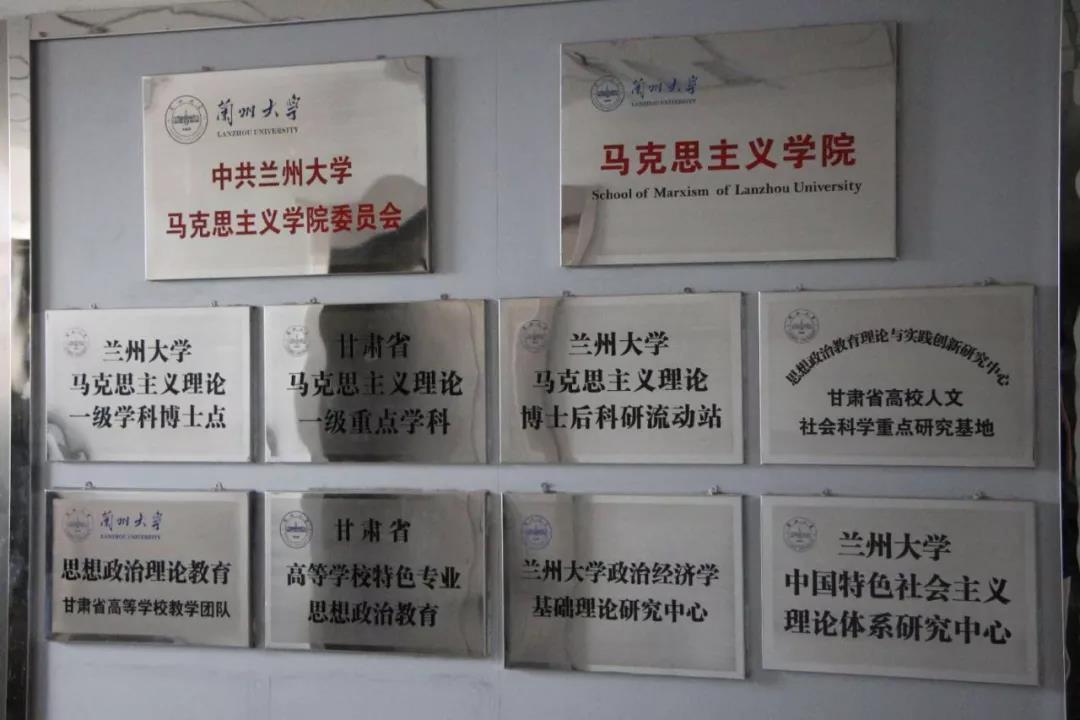 兰州大学
LANZHOU UNIVERSITY
中共兰州大学
马克思主义学院委员会
兰州大学
LANZHOU UNIVERSITY
马克思主义学院
School of Marxism of Lanzhou University
兰州大学
马克思主义理论
一级学科博士点
甘肃省
马克思主义理论
一级重点学科
兰州大学
马克思主义理论
博士后科研流动站
思想政治教育理论与实践创新研究中心
甘肃省高校人文
社会科学重点研究基地
兰州大学
LANZHOU UNIVERSITY
思想政治理论教育
甘肃省高等学校教学团队
甘肃省
高等学校特色专业
思想政治教育
兰州大学政治经济学
基础理论研究中心
兰州大学
中国特色社会主义
理论体系研究中心